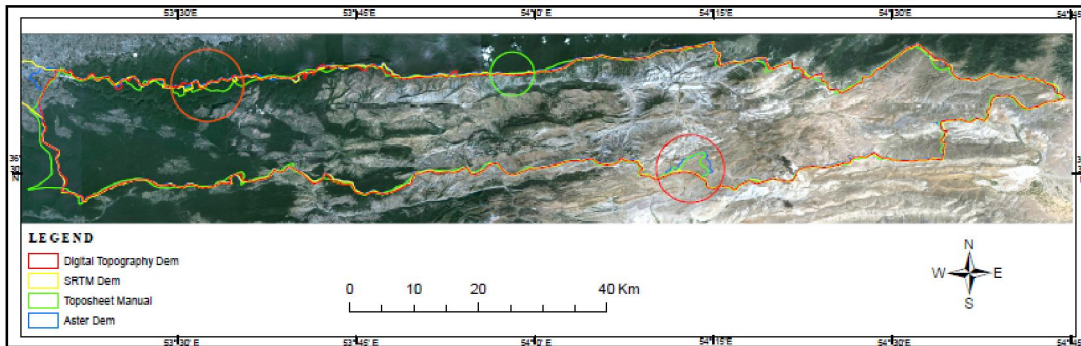 53°30'E 53°45'E 54°0'E 54°15'E 54°30'E 54°45'
36°
LEGEND
Digital Topography Dem
SRTM Dem
Toposheet Manual
Aster Dem
0 10 20 40 Km
N
W E
S
53°30'E 53°45'E 54°0'E 54°15'E 54°30'E 54°45'